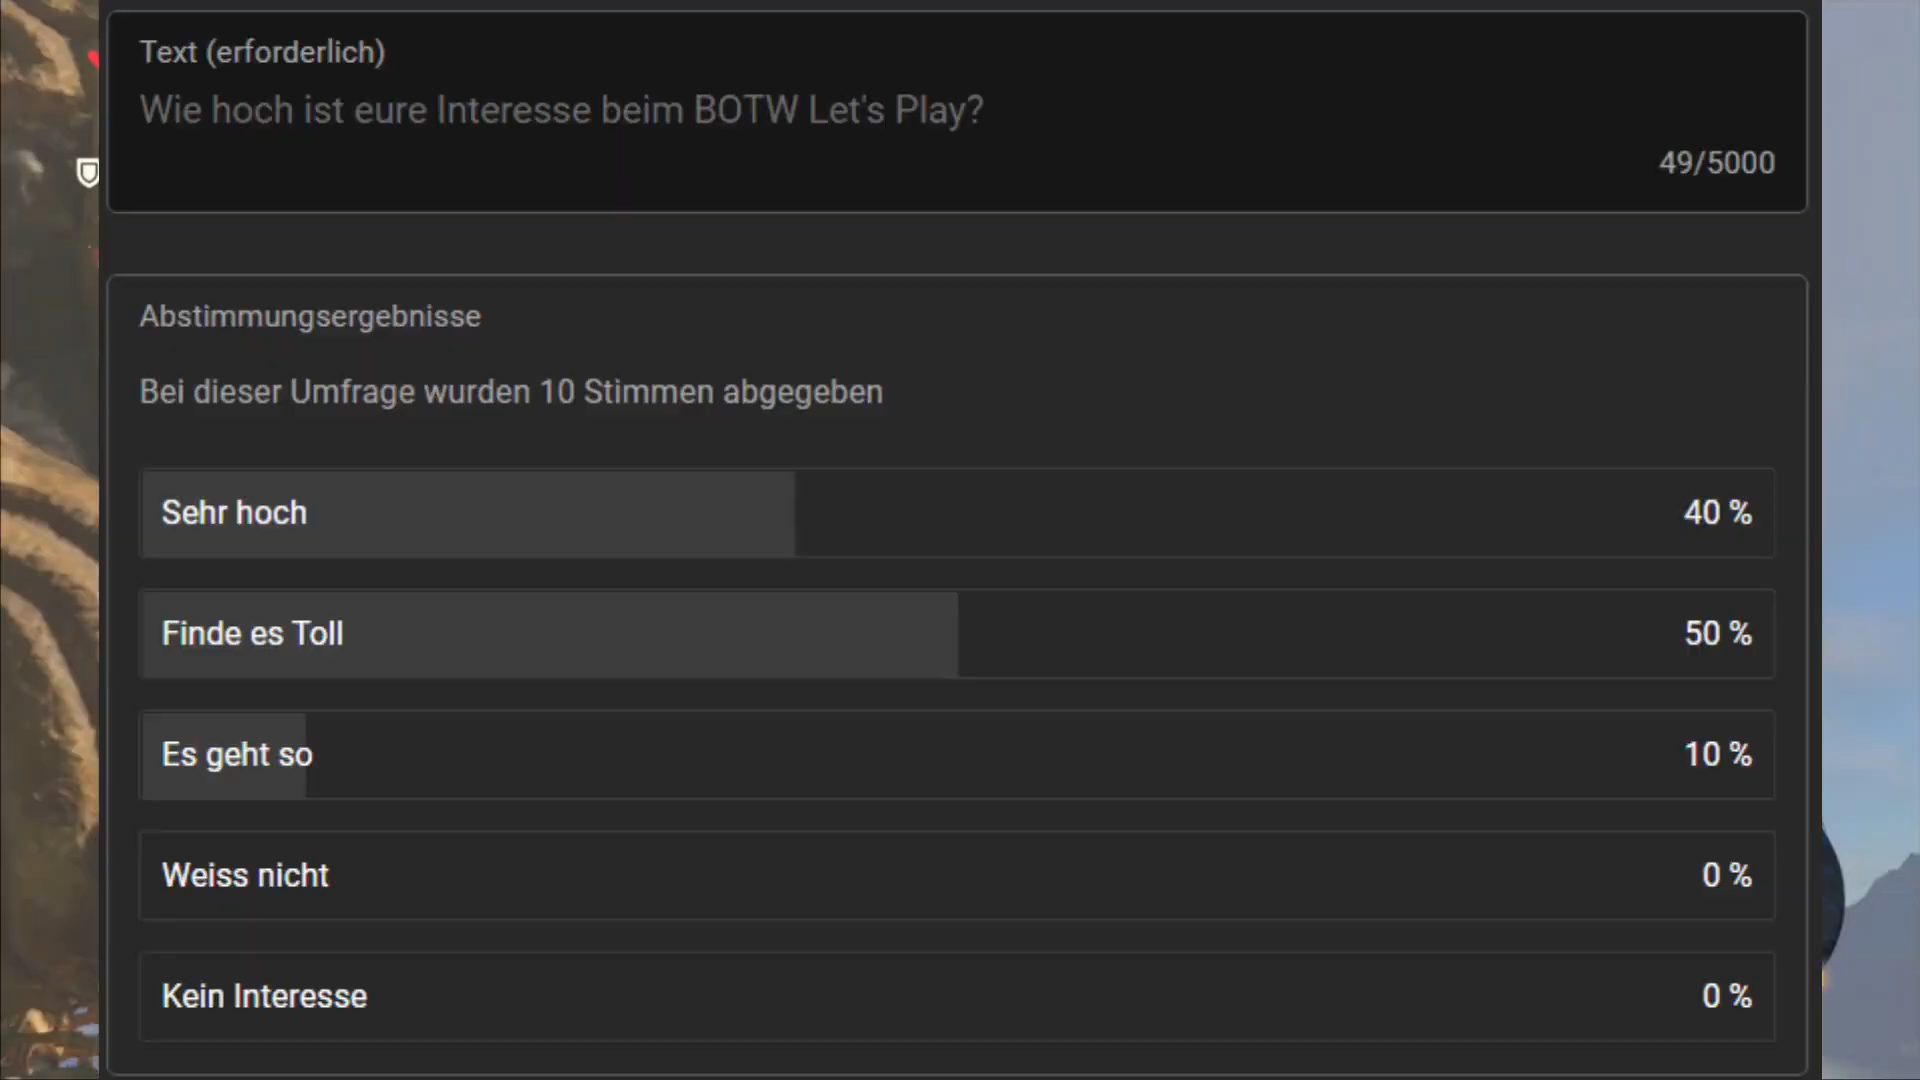 Text (erforderlich)
Wie hoch ist eure Interesse beim BOTW Let's Play?
49/5000
Abstimmungsergebnisse
Bei dieser Umfrage wurden 10 Stimmen abgegeben
Sehr hoch 40 %
Finde es Toll 50 %
Es geht so 10 %
Weiss nicht 0 %
Kein Interesse 0 %